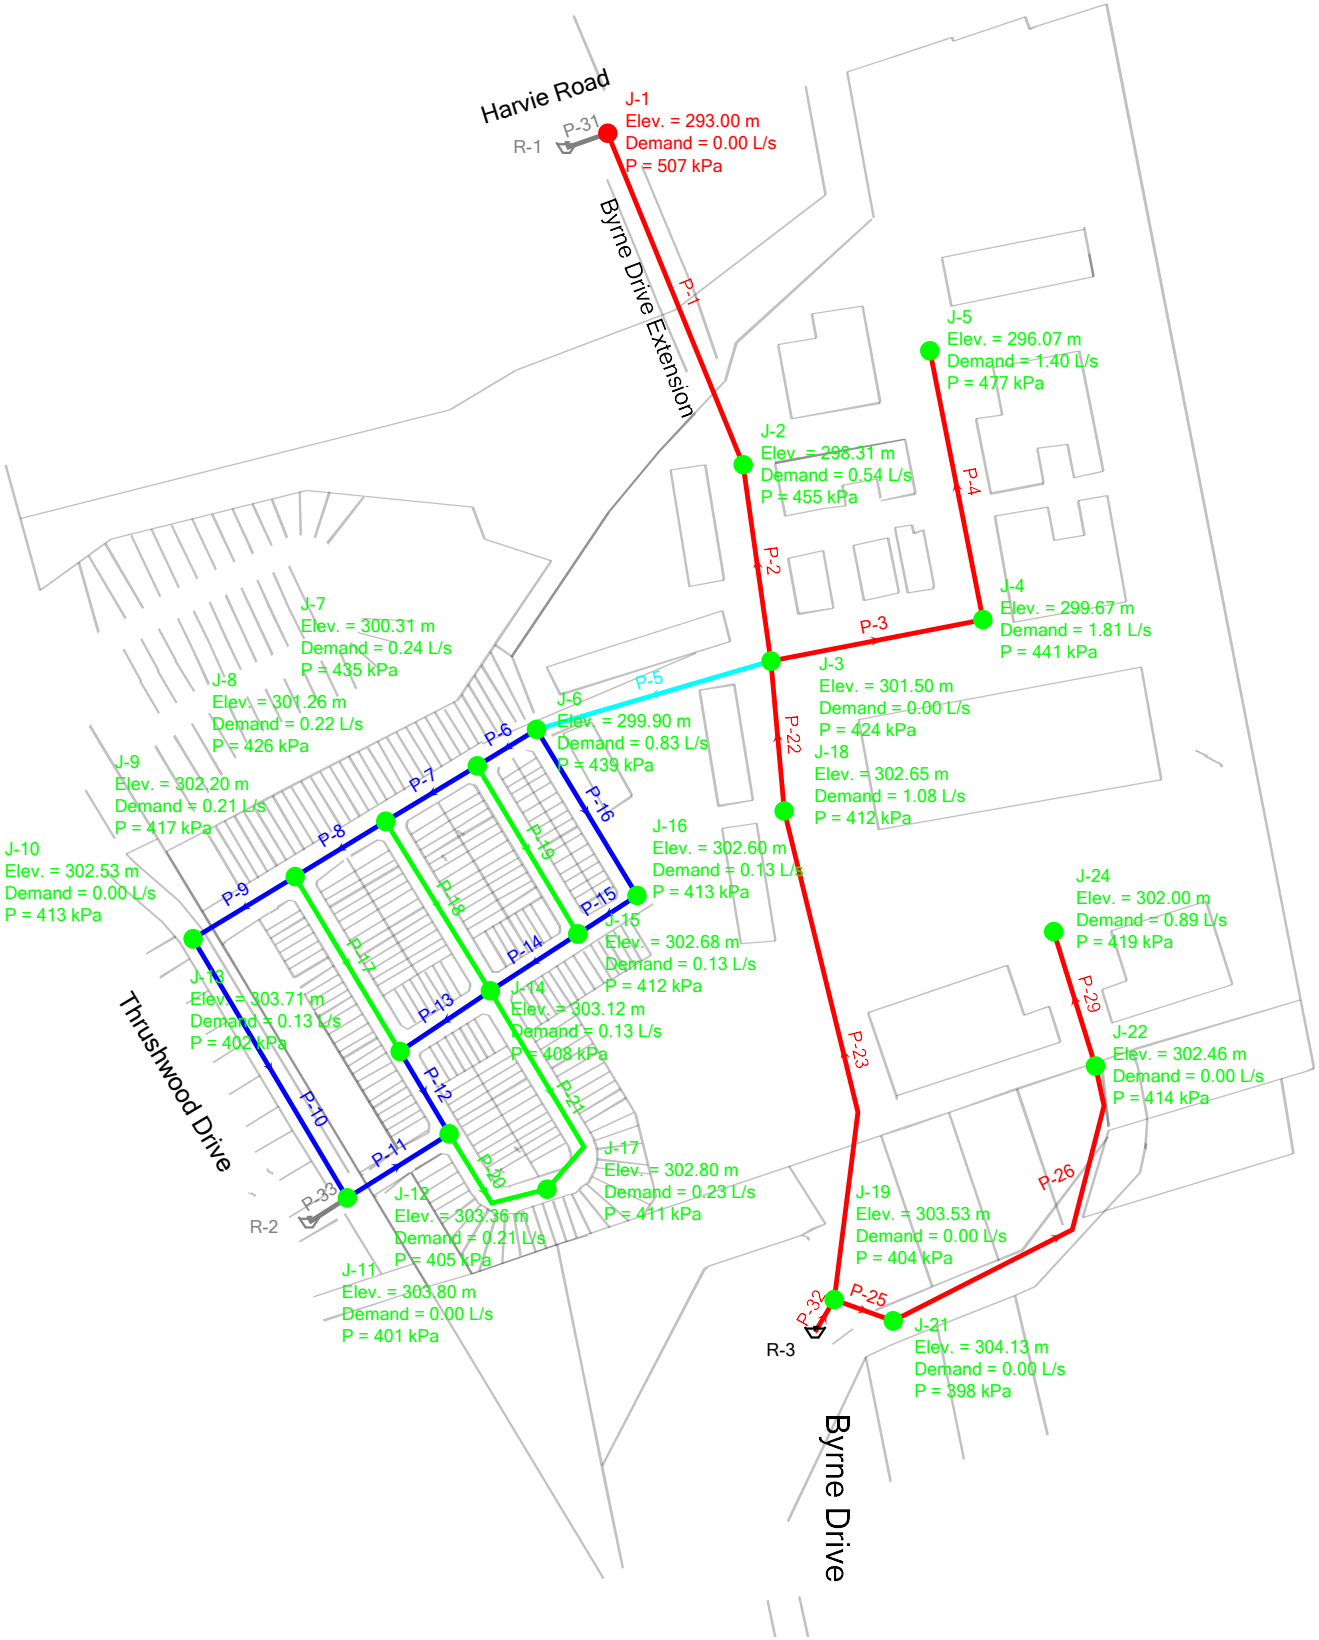 Harvie Road
J-1
Elev. = 293.00 m
Demand = 0.00 L/s
P = 507 kPa
P-31
R-1
Byrne Drive Extension
P-1
J-5
Elev. = 296.07 m
Demand = 1.40 L/s
P = 477 kPa
J-2
Elev. = 298.31 m
Demand = 0.54 L/s
P = 455 kPa
P-4
P-2
J-4
Elev. = 299.67 m
Demand = 1.81 L/s
P = 441 kPa
P-3
J-7
Elev. = 300.31 m
Demand = 0.24 L/s
P = 435 kPa
J-3
Elev. = 301.50 m
Demand = 0.00 L/s
P = 424 kPa
P-5
J-8
Elev. = 301.26 m
Demand = 0.22 L/s
P = 426 kPa
J-6
Elev. = 299.90 m
Demand = 0.83 L/s
P = 439 kPa
P-6
P-22
J-18
Elev. = 302.65 m
Demand = 1.08 L/s
P = 412 kPa
J-9
Elev. = 302.20 m
Demand = 0.21 L/s
P = 417 kPa
P-7
P-16
P-8
P-19
J-16
Elev. = 302.60 m
Demand = 0.13 L/s
P = 413 kPa
J-10
Elev. = 302.53 m
Demand = 0.00 L/s
P = 413 kPa
P-9
P-18
P-15
J-24
Elev. = 302.00 m
Demand = 0.89 L/s
P = 419 kPa
J-15
Elev. = 302.68 m
Demand = 0.13 L/s
P = 412 kPa
P-17
P-14
J-13
Elev. = 303.71 m
Demand = 0.13 L/s
P = 402 kPa
J-14
Elev. = 303.12 m
Demand = 0.13 L/s
P = 408 kPa
P-13
P-29
Thrushwood Drive
P-23
J-22
Elev. = 302.46 m
Demand = 0.00 L/s
P = 414 kPa
P-12
P-10
P-21
P-11
J-17
Elev. = 302.80 m
Demand = 0.23 L/s
P = 411 kPa
P-20
P-26
P-33
R-2
J-12
Elev. = 303.36 m
Demand = 0.21 L/s
P = 405 kPa
J-19
Elev. = 303.53 m
Demand = 0.00 L/s
P = 404 kPa
J-11
Elev. = 303.80 m
Demand = 0.00 L/s
P = 401 kPa
P-25
P-32
R-3
J-21
Elev. = 304.13 m
Demand = 0.00 L/s
P = 398 kPa
Byrne Drive